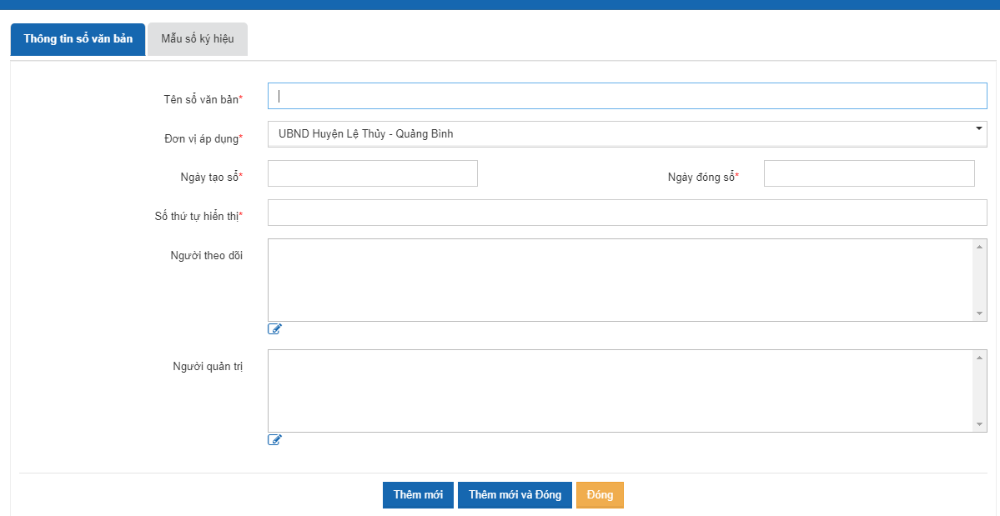 Thông tin sổ văn bản
Mẫu số ký hiệu
Tên sổ văn bản*
Đơn vị áp dụng*
UBND Huyện Lệ Thủy - Quảng Bình
Ngày tạo sổ*
Ngày đóng sổ*
Số thứ tự hiển thị*
Người theo dõi
Người quản trị
Thêm mới
Thêm mới và Đóng
Đóng